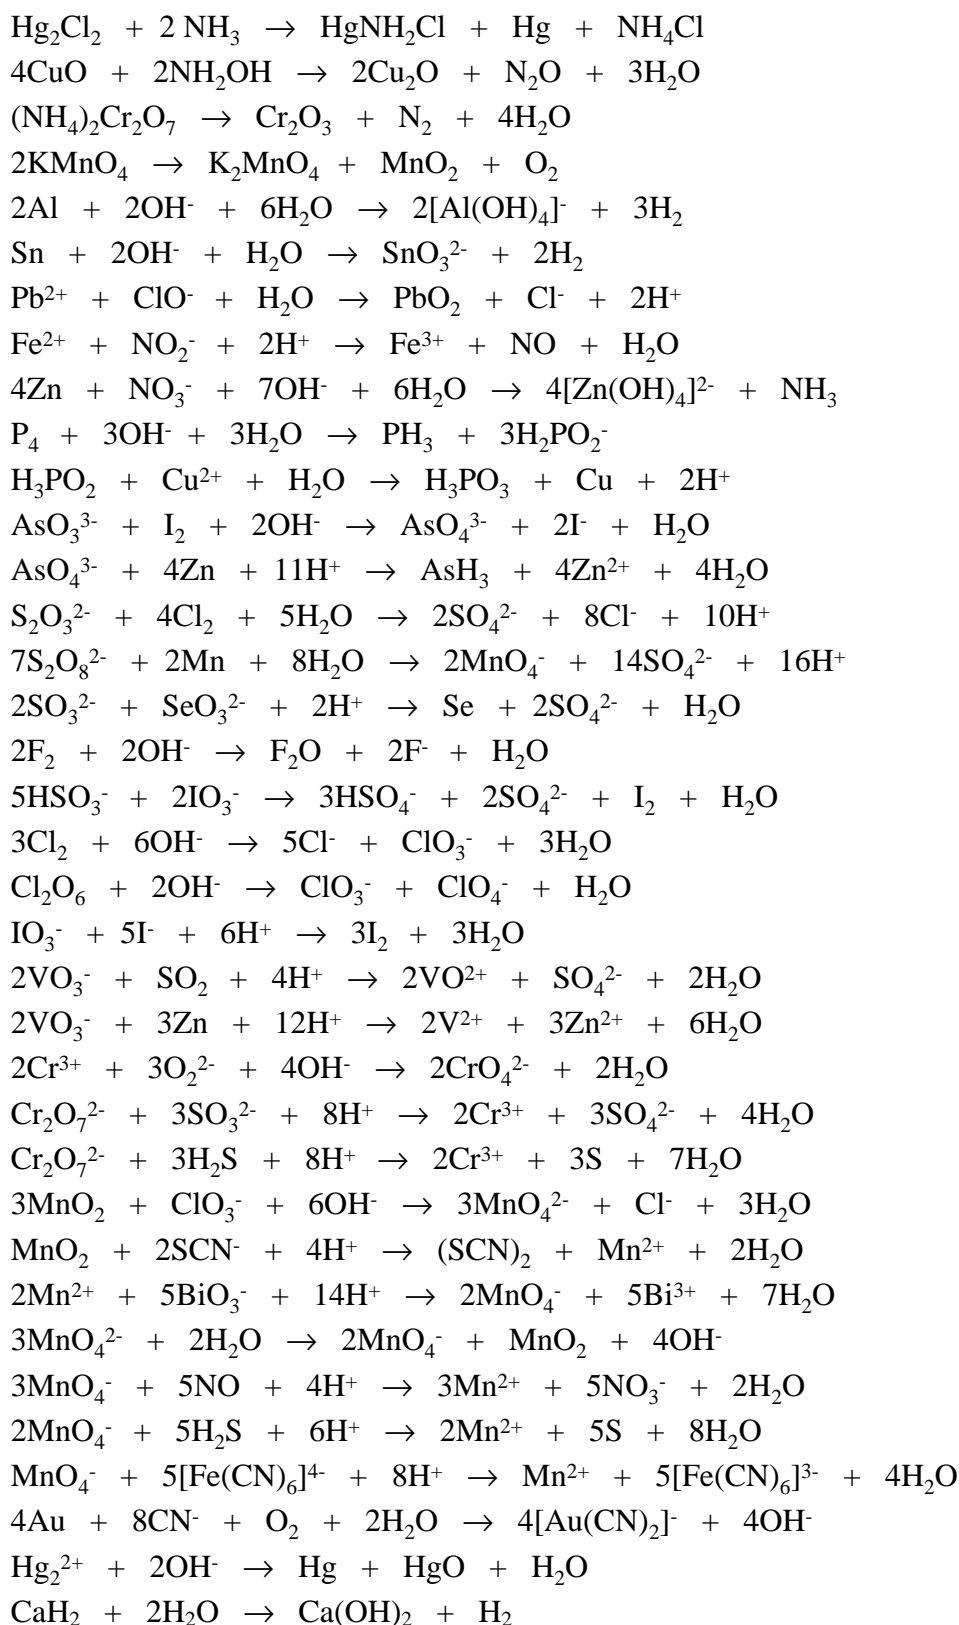 Hg₂Cl₂ + 2 NH₃ → HgNH₂Cl + Hg + NH₄Cl
4CuO + 2NH₂OH → 2Cu₂O + N₂O + 3H₂O
(NH₄)₂Cr₂O₇ → Cr₂O₃ + N₂ + 4H₂O
2KMnO₄ → K₂MnO₄ + MnO₂ + O₂
2Al + 2OH⁻ + 6H₂O → 2[Al(OH)₄]⁻ + 3H₂
Sn + 2OH⁻ + H₂O → SnO₃²⁻ + 2H₂
Pb²⁺ + ClO⁻ + H₂O → PbO₂ + Cl⁻ + 2H⁺
Fe²⁺ + NO₂⁻ + 2H⁺ → Fe³⁺ + NO + H₂O
4Zn + NO₃⁻ + 7OH⁻ + 6H₂O → 4[Zn(OH)₄]²⁻ + NH₃
P₄ + 3OH⁻ + 3H₂O → PH₃ + 3H₂PO₂⁻
H₃PO₂ + Cu²⁺ + H₂O → H₃PO₃ + Cu + 2H⁺
AsO₃³⁻ + I₂ + 2OH⁻ → AsO₄³⁻ + 2I⁻ + H₂O
AsO₄³⁻ + 4Zn + 11H⁺ → AsH₃ + 4Zn²⁺ + 4H₂O
S₂O₃²⁻ + 4Cl₂ + 5H₂O → 2SO₄²⁻ + 8Cl⁻ + 10H⁺
7S₂O₈²⁻ + 2Mn + 8H₂O → 2MnO₄⁻ + 14SO₄²⁻ + 16H⁺
2SO₃²⁻ + SeO₃²⁻ + 2H⁺ → Se + 2SO₄²⁻ + H₂O
2F₂ + 2OH⁻ → F₂O + 2F⁻ + H₂O
5HSO₃⁻ + 2IO₃⁻ → 3HSO₄⁻ + 2SO₄²⁻ + I₂ + H₂O
3Cl₂ + 6OH⁻ → 5Cl⁻ + ClO₃⁻ + 3H₂O
Cl₂O₆ + 2OH⁻ → ClO₃⁻ + ClO₄⁻ + H₂O
IO₃⁻ + 5I⁻ + 6H⁺ → 3I₂ + 3H₂O
2VO₃⁻ + SO₂ + 4H⁺ → 2VO²⁺ + SO₄²⁻ + 2H₂O
2VO₃⁻ + 3Zn + 12H⁺ → 2V²⁺ + 3Zn²⁺ + 6H₂O
2Cr³⁺ + 3O₂²⁻ + 4OH⁻ → 2CrO₄²⁻ + 2H₂O
Cr₂O₇²⁻ + 3SO₃²⁻ + 8H⁺ → 2Cr³⁺ + 3SO₄²⁻ + 4H₂O
Cr₂O₇²⁻ + 3H₂S + 8H⁺ → 2Cr³⁺ + 3S + 7H₂O
3MnO₂ + ClO₃⁻ + 6OH⁻ → 3MnO₄²⁻ + Cl⁻ + 3H₂O
MnO₂ + 2SCN⁻ + 4H⁺ → (SCN)₂ + Mn²⁺ + 2H₂O
2Mn²⁺ + 5BiO₃⁻ + 14H⁺ → 2MnO₄⁻ + 5Bi³⁺ + 7H₂O
3MnO₄²⁻ + 2H₂O → 2MnO₄⁻ + MnO₂ + 4OH⁻
3MnO₄⁻ + 5NO + 4H⁺ → 3Mn²⁺ + 5NO₃⁻ + 2H₂O
2MnO₄⁻ + 5H₂S + 6H⁺ → 2Mn²⁺ + 5S + 8H₂O
MnO₄⁻ + 5[Fe(CN)₆]⁴⁻ + 8H⁺ → Mn²⁺ + 5[Fe(CN)₆]³⁻ + 4H₂O
4Au + 8CN⁻ + O₂ + 2H₂O → 4[Au(CN)₂]⁻ + 4OH⁻
Hg₂²⁺ + 2OH⁻ → Hg + HgO + H₂O
CaH₂ + 2H₂O → Ca(OH)₂ + H₂